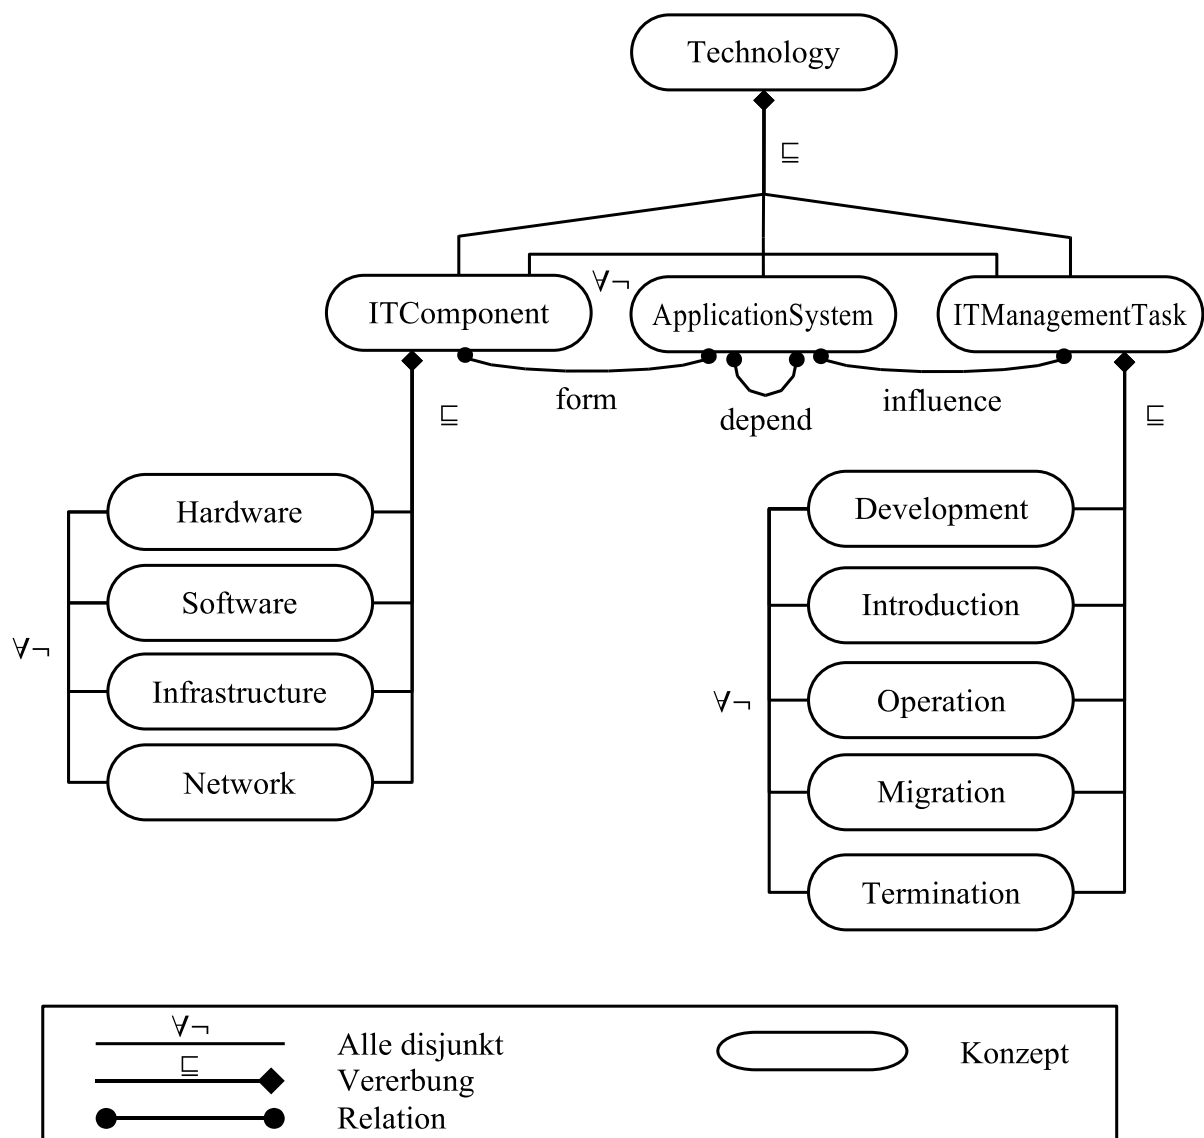 Technology
⊑
∀¬
ITComponent
ApplicationSystem
ITManagementTask
form
depend
influence
⊑
⊑
Hardware
Software
Infrastructure
Network
∀¬
Development
Introduction
Operation
Migration
Termination
∀¬
∀¬
Alle disjunkt
⊑
Vererbung
Relation
Konzept